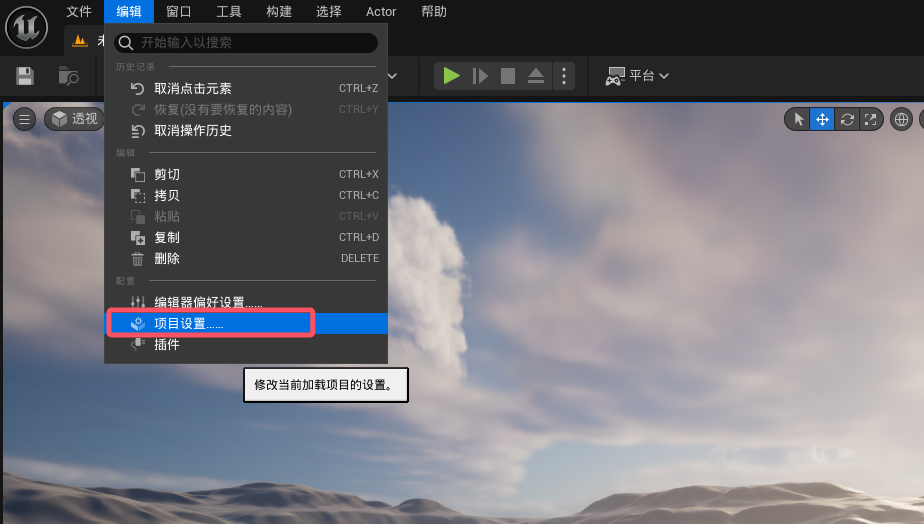 文件 编辑 窗口 工具 构建 选择 Actor 帮助
开始输入以搜索
历史记录
平台
取消点击元素 CTRL+Z
恢复(没有要恢复的内容) CTRL+Y
透视
取消操作历史
编辑
剪切 CTRL+X
拷贝 CTRL+C
粘贴 CTRL+V
复制 CTRL+D
删除 DELETE
配置
编辑器偏好设置......
项目设置......
插件
修改当前加载项目的设置。